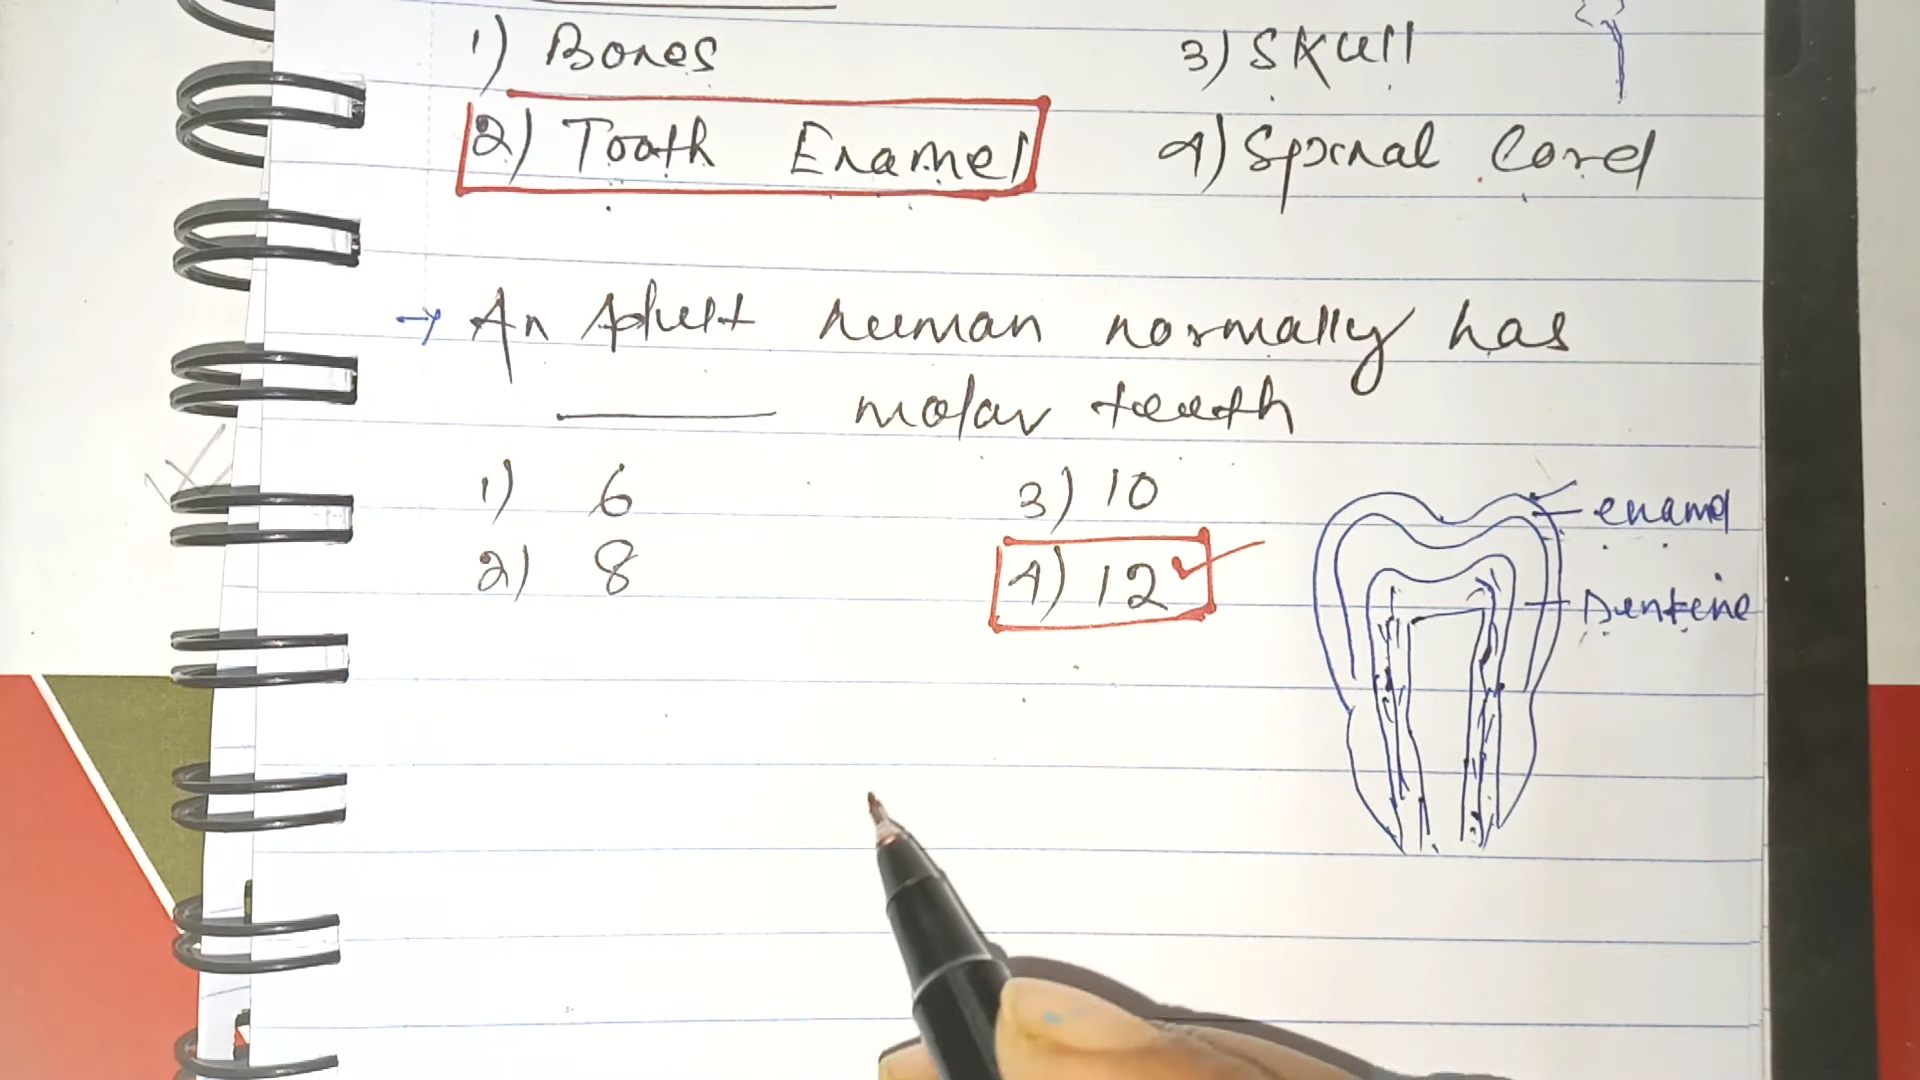 1) Bones
3) Skull
2) Tooth Enamel
4) Spinal Cord
→ An Adult human normally has
______ molar teeth
1) 6
3) 10
2) 8
4) 12 ✓
enamel
Dentine